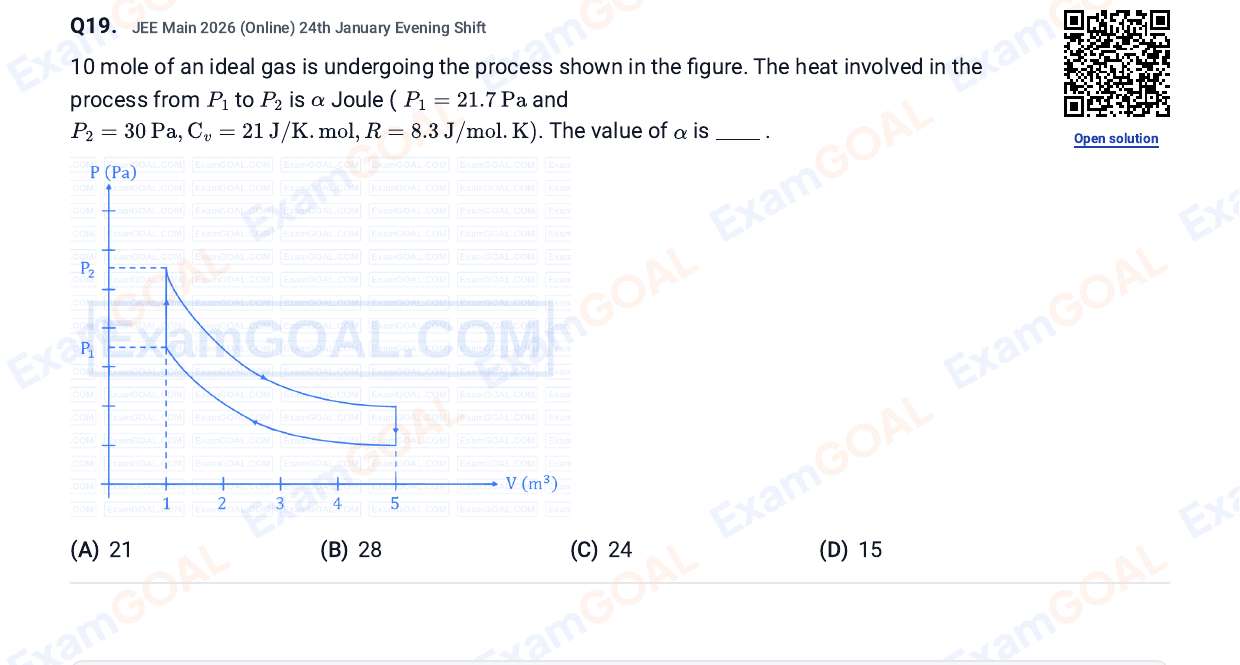 Q19. JEE Main 2026 (Online) 24th January Evening Shift
10 mole of an ideal gas is undergoing the process shown in the figure. The heat involved in the
process from P₁ to P₂ is α Joule ( P₁ = 21.7 Pa and
P₂ = 30 Pa, Cᵥ = 21 J/K. mol, R = 8.3 J/mol. K). The value of α is ____ .
Open solution
P (Pa)
P₂
P₁
V (m³)
1 2 3 4 5
ExamGOAL.COM
(A) 21 (B) 28 (C) 24 (D) 15
ExamGOAL